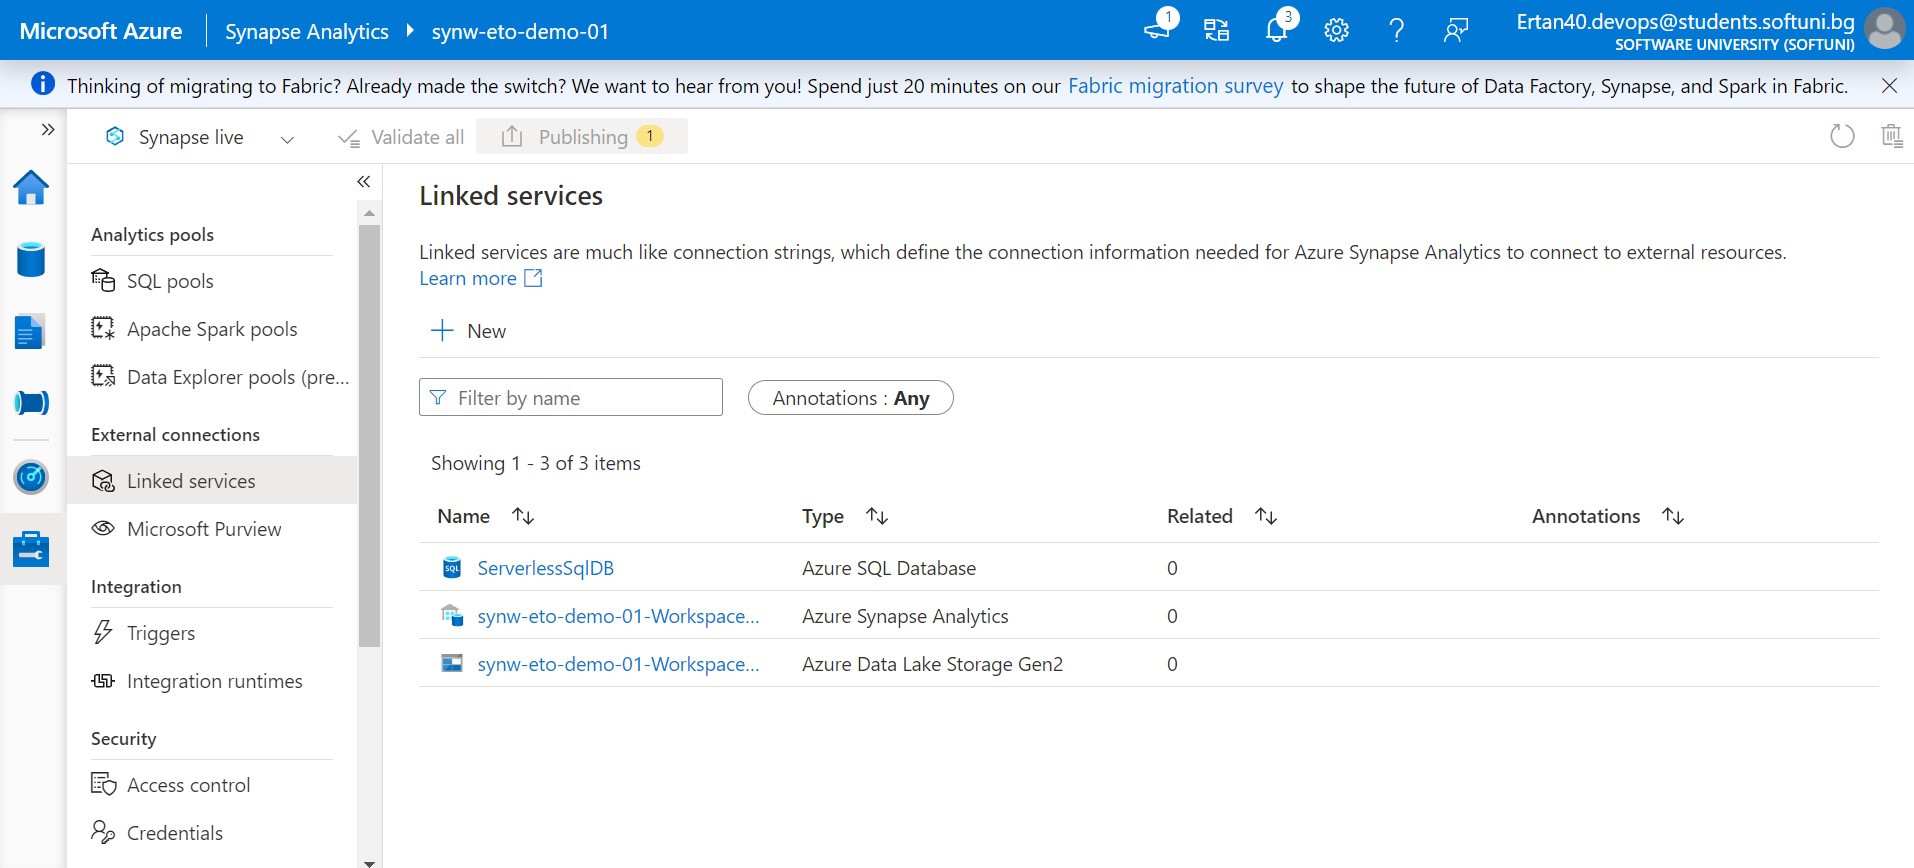 Microsoft Azure
Synapse Analytics
synw-eto-demo-01
1
3
Ertan40.devops@students.softuni.bg
SOFTWARE UNIVERSITY (SOFTUNI)
Thinking of migrating to Fabric? Already made the switch? We want to hear from you! Spend just 20 minutes on our Fabric migration survey to shape the future of Data Factory, Synapse, and Spark in Fabric.
Synapse live
Validate all
Publishing 1
Analytics pools
SQL pools
Apache Spark pools
Data Explorer pools (pre...
External connections
Linked services
Microsoft Purview
Integration
Triggers
Integration runtimes
Security
Access control
Credentials
Linked services
Linked services are much like connection strings, which define the connection information needed for Azure Synapse Analytics to connect to external resources.
Learn more
New
Filter by name
Annotations : Any
Showing 1 - 3 of 3 items
Name Type Related Annotations
SQL ServerlessSqlDB Azure SQL Database 0
synw-eto-demo-01-Workspace... Azure Synapse Analytics 0
synw-eto-demo-01-Workspace... Azure Data Lake Storage Gen2 0